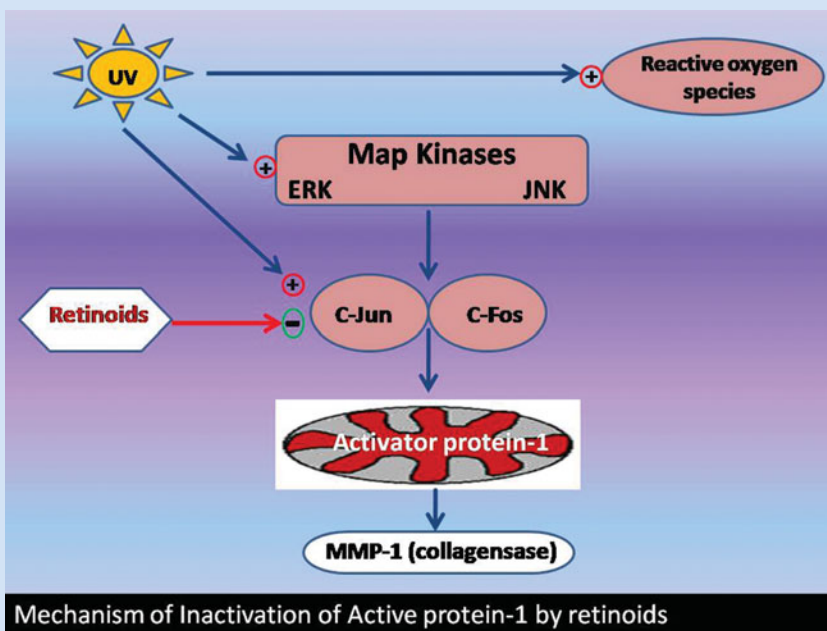 UV
Reactive oxygen
species
+
Map Kinases
+
ERK JNK
+
Retinoids
-
C-Jun C-Fos
Activator protein-1
MMP-1 (collagensase)
Mechanism of Inactivation of Active protein-1 by retinoids